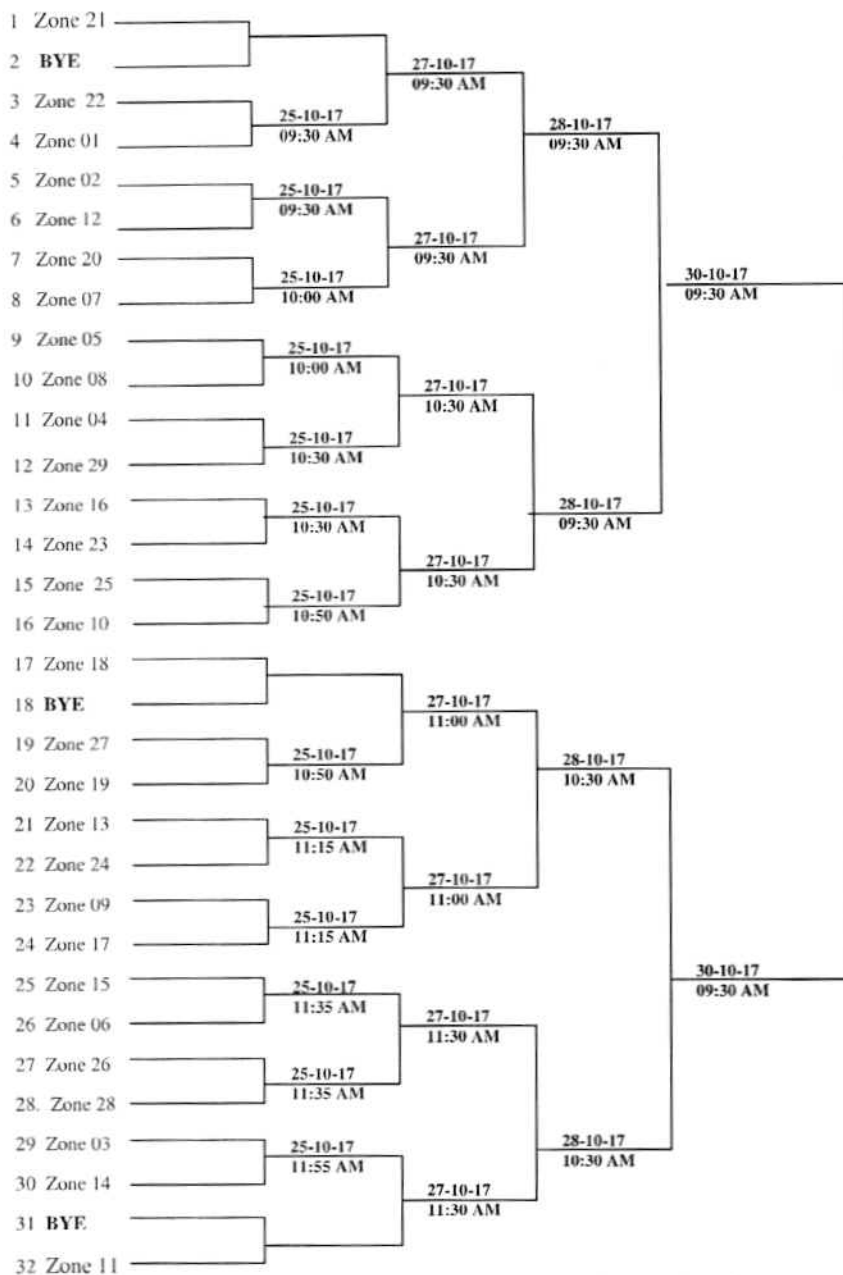 1 Zone 21
2 BYE
27-10-17
09:30 AM
3 Zone 22
25-10-17
09:30 AM
4 Zone 01
28-10-17
09:30 AM
5 Zone 02
25-10-17
09:30 AM
6 Zone 12
27-10-17
09:30 AM
7 Zone 20
25-10-17
10:00 AM
8 Zone 07
30-10-17
09:30 AM
9 Zone 05
25-10-17
10:00 AM
10 Zone 08
27-10-17
10:30 AM
11 Zone 04
25-10-17
10:30 AM
12 Zone 29
13 Zone 16
25-10-17
10:30 AM
28-10-17
09:30 AM
14 Zone 23
27-10-17
10:30 AM
15 Zone 25
25-10-17
10:50 AM
16 Zone 10
17 Zone 18
18 BYE
27-10-17
11:00 AM
19 Zone 27
25-10-17
10:50 AM
28-10-17
10:30 AM
20 Zone 19
21 Zone 13
25-10-17
11:15 AM
22 Zone 24
27-10-17
11:00 AM
23 Zone 09
25-10-17
11:15 AM
24 Zone 17
25 Zone 15
25-10-17
11:35 AM
30-10-17
09:30 AM
26 Zone 06
27-10-17
11:30 AM
27 Zone 26
25-10-17
11:35 AM
28. Zone 28
29 Zone 03
25-10-17
11:55 AM
28-10-17
10:30 AM
30 Zone 14
27-10-17
11:30 AM
31 BYE
32 Zone 11